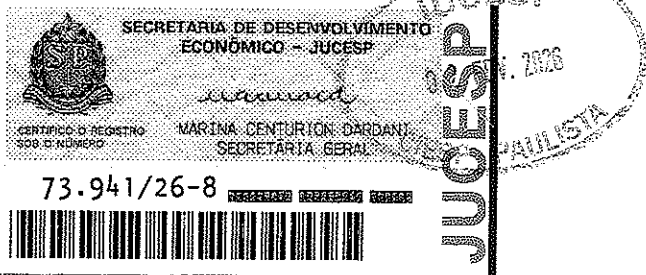 SECRETARIA DE DESENVOLVIMENTO
ECONÔMICO - JUCESP
CERTIFICO O REGISTRO
SOB O NÚMERO
MARINA CENTURION DARDANI
SECRETARIA GERAL
73.941/26-8
JUCESP
V. 2026
PAULISTA